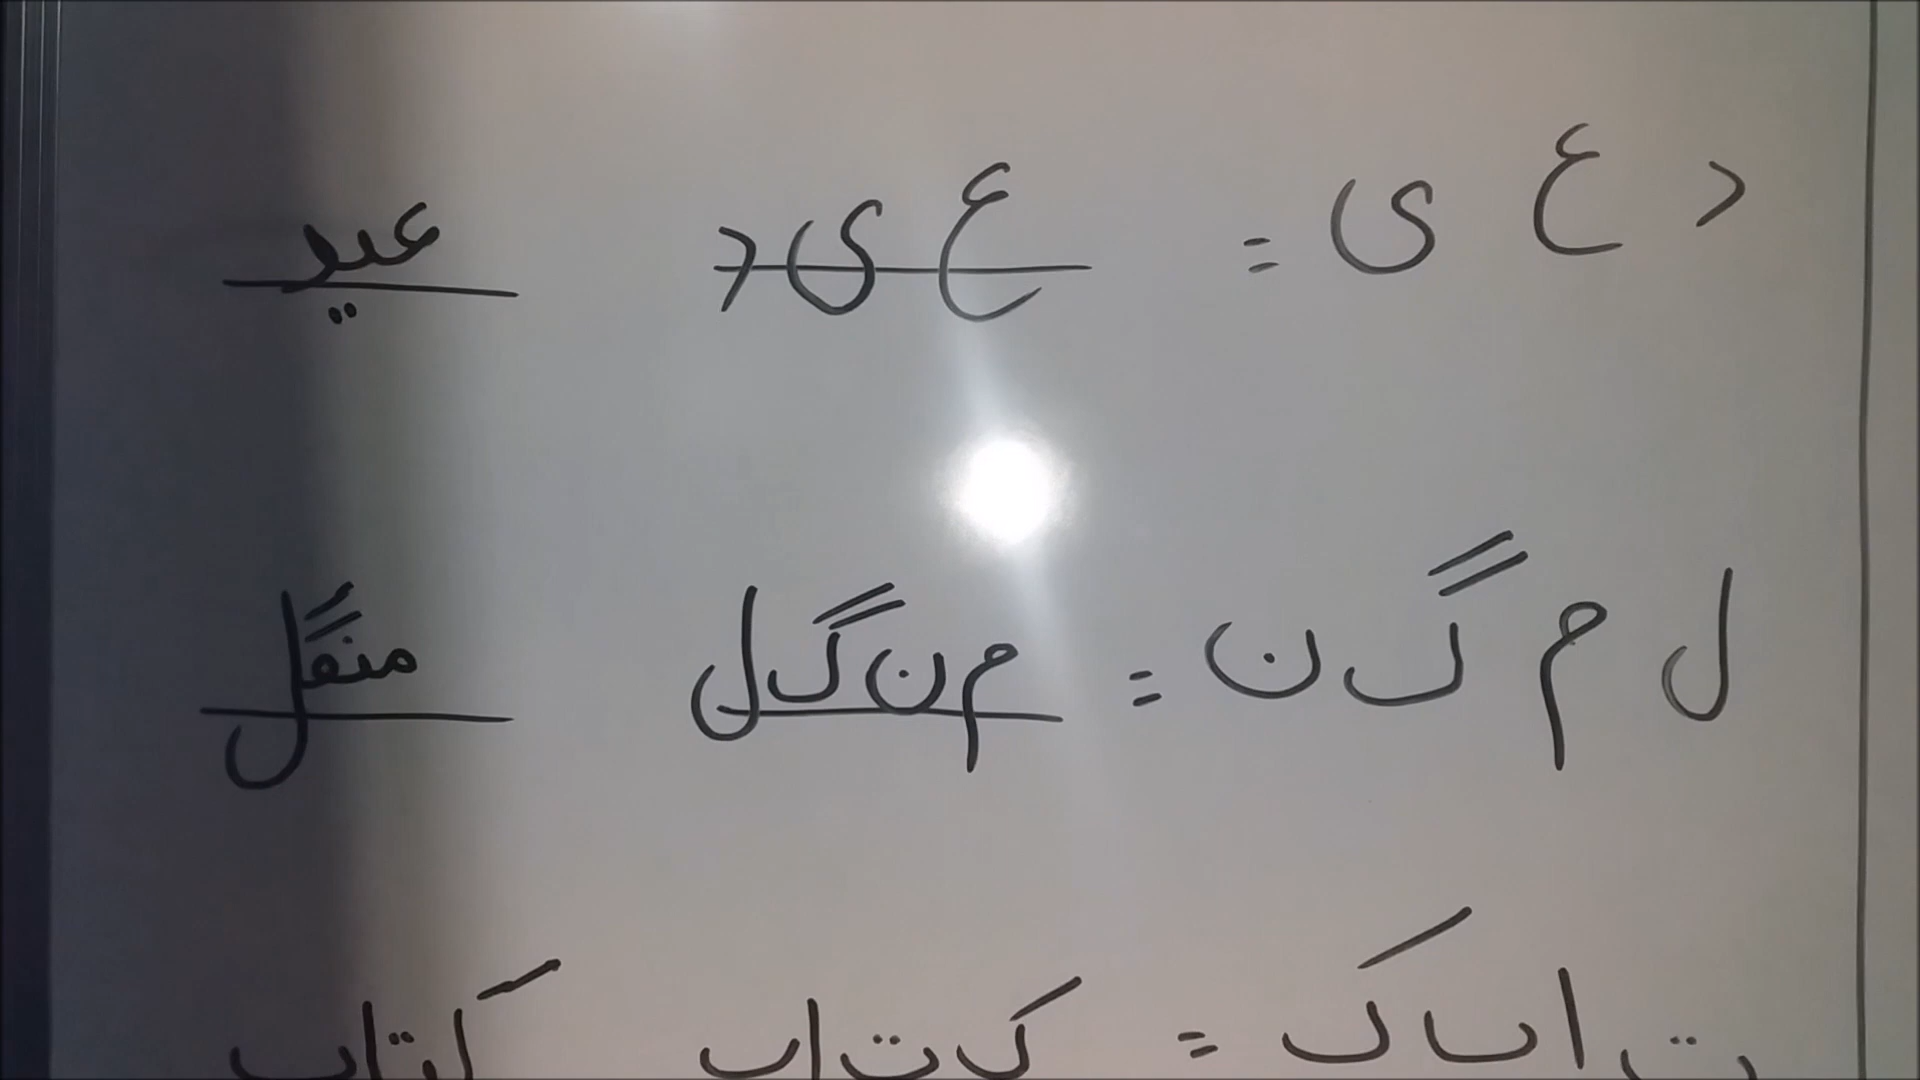 د ع ی = ع ی د عید
ل م گ ن = م ن گ ل منگل
ت ا ب ک = ک ت ا ب کتاب